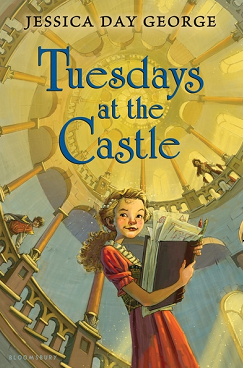 JESSICA DAY GEORGE
Tuesdays
at the
Castle
BLOOMSBURY